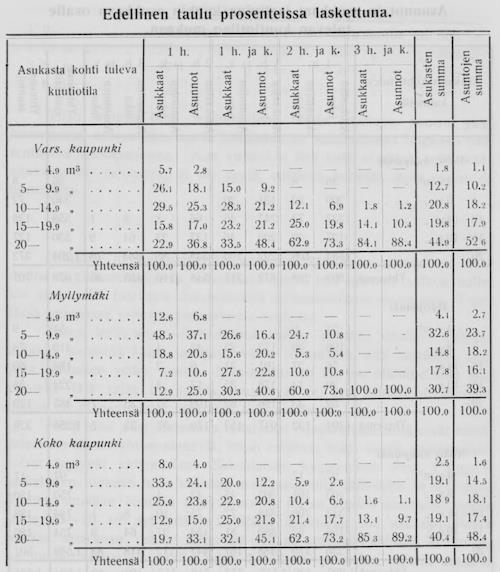 Edellinen taulu prosenteissa laskettuna.
Asukasta kohti tuleva kuutiotila | 1 h. | 1 h. ja k. | 2 h. ja k. | 3 h. ja k. | Asukasten summa | Asuntojen summa
Asukkaat | Asunnot | Asukkaat | Asunnot | Asukkaat | Asunnot | Asukkaat | Asunnot
Vars. kaupunki
— 4.9 m³ . . . . . . 5.7 2.8 — — — — — — 1.8 1.1
5— 9.9 „ . . . . . . 26.1 18.1 15.0 9.2 — — — — 12.7 10.2
10—14.9 „ . . . . . . 29.5 25.3 28.3 21.2 12.1 6.9 1.8 1.2 20.8 18.2
15—19.9 „ . . . . . . 15.8 17.0 23.2 21.2 25.0 19.8 14.1 10.4 19.8 17.9
20— „ . . . . . . 22.9 36.8 33.5 48.4 62.9 73.3 84.1 88.4 44.9 52 6
Yhteensä 100.0 100.0 100.0 100.0 100.0 100.0 100.0 100.0 100.0 100.0
Myllymäki
— 4.9 m³ . . . . . . 12.6 6.8 — — — — — — 4.1 2.7
5— 9.9 „ . . . . . . 48.5 37.1 26.6 16.4 24.7 10.8 — - 32.6 23.7
10—14.9 „ . . . . . . 18.8 20.5 15.6 20.2 5.3 5.4 — — 14.8 18.2
15—19.9 „ . . . . . . 7.2 10.6 27.5 22.8 10.0 10.8 — — 17.8 16.1
20— „ . . . . . . 12.9 25.0 30.3 40.6 60.0 73.0 100.0 100.0 30.7 39.3
Yhteensä 100.0 100.0 100.0 100.0 100.0 100:0 100.0 100.0 100.0 100.0
Koko kaupunki
— 4.9 m³ . . . . . . 8.0 4.0 — — — — — — 2.5 1.6
5— 9.9 „ . . . . . . 33.5 24.1 20.0 12.2 5.9 2.6 — — 19.1 14.5
10—14.9 „ . . . . . . 25.9 23.8 22.9 20.8 10.4 6.5 1.6 1.1 18 9 18.1
15—19.9 „ . . . . . . 12.9 15.0 25.0 21.9 21.4 17.7 13.1 9.7 19.1 17.4
20— „ . . . . . . 19.7 33.1 32.1 45.1 62.3 73.2 85 3 89.2 40.4 48.4
Yhteensä 100.0 100.0 100.0 100.0 100.0 100.0 100.0 100.0 100.0 100.0